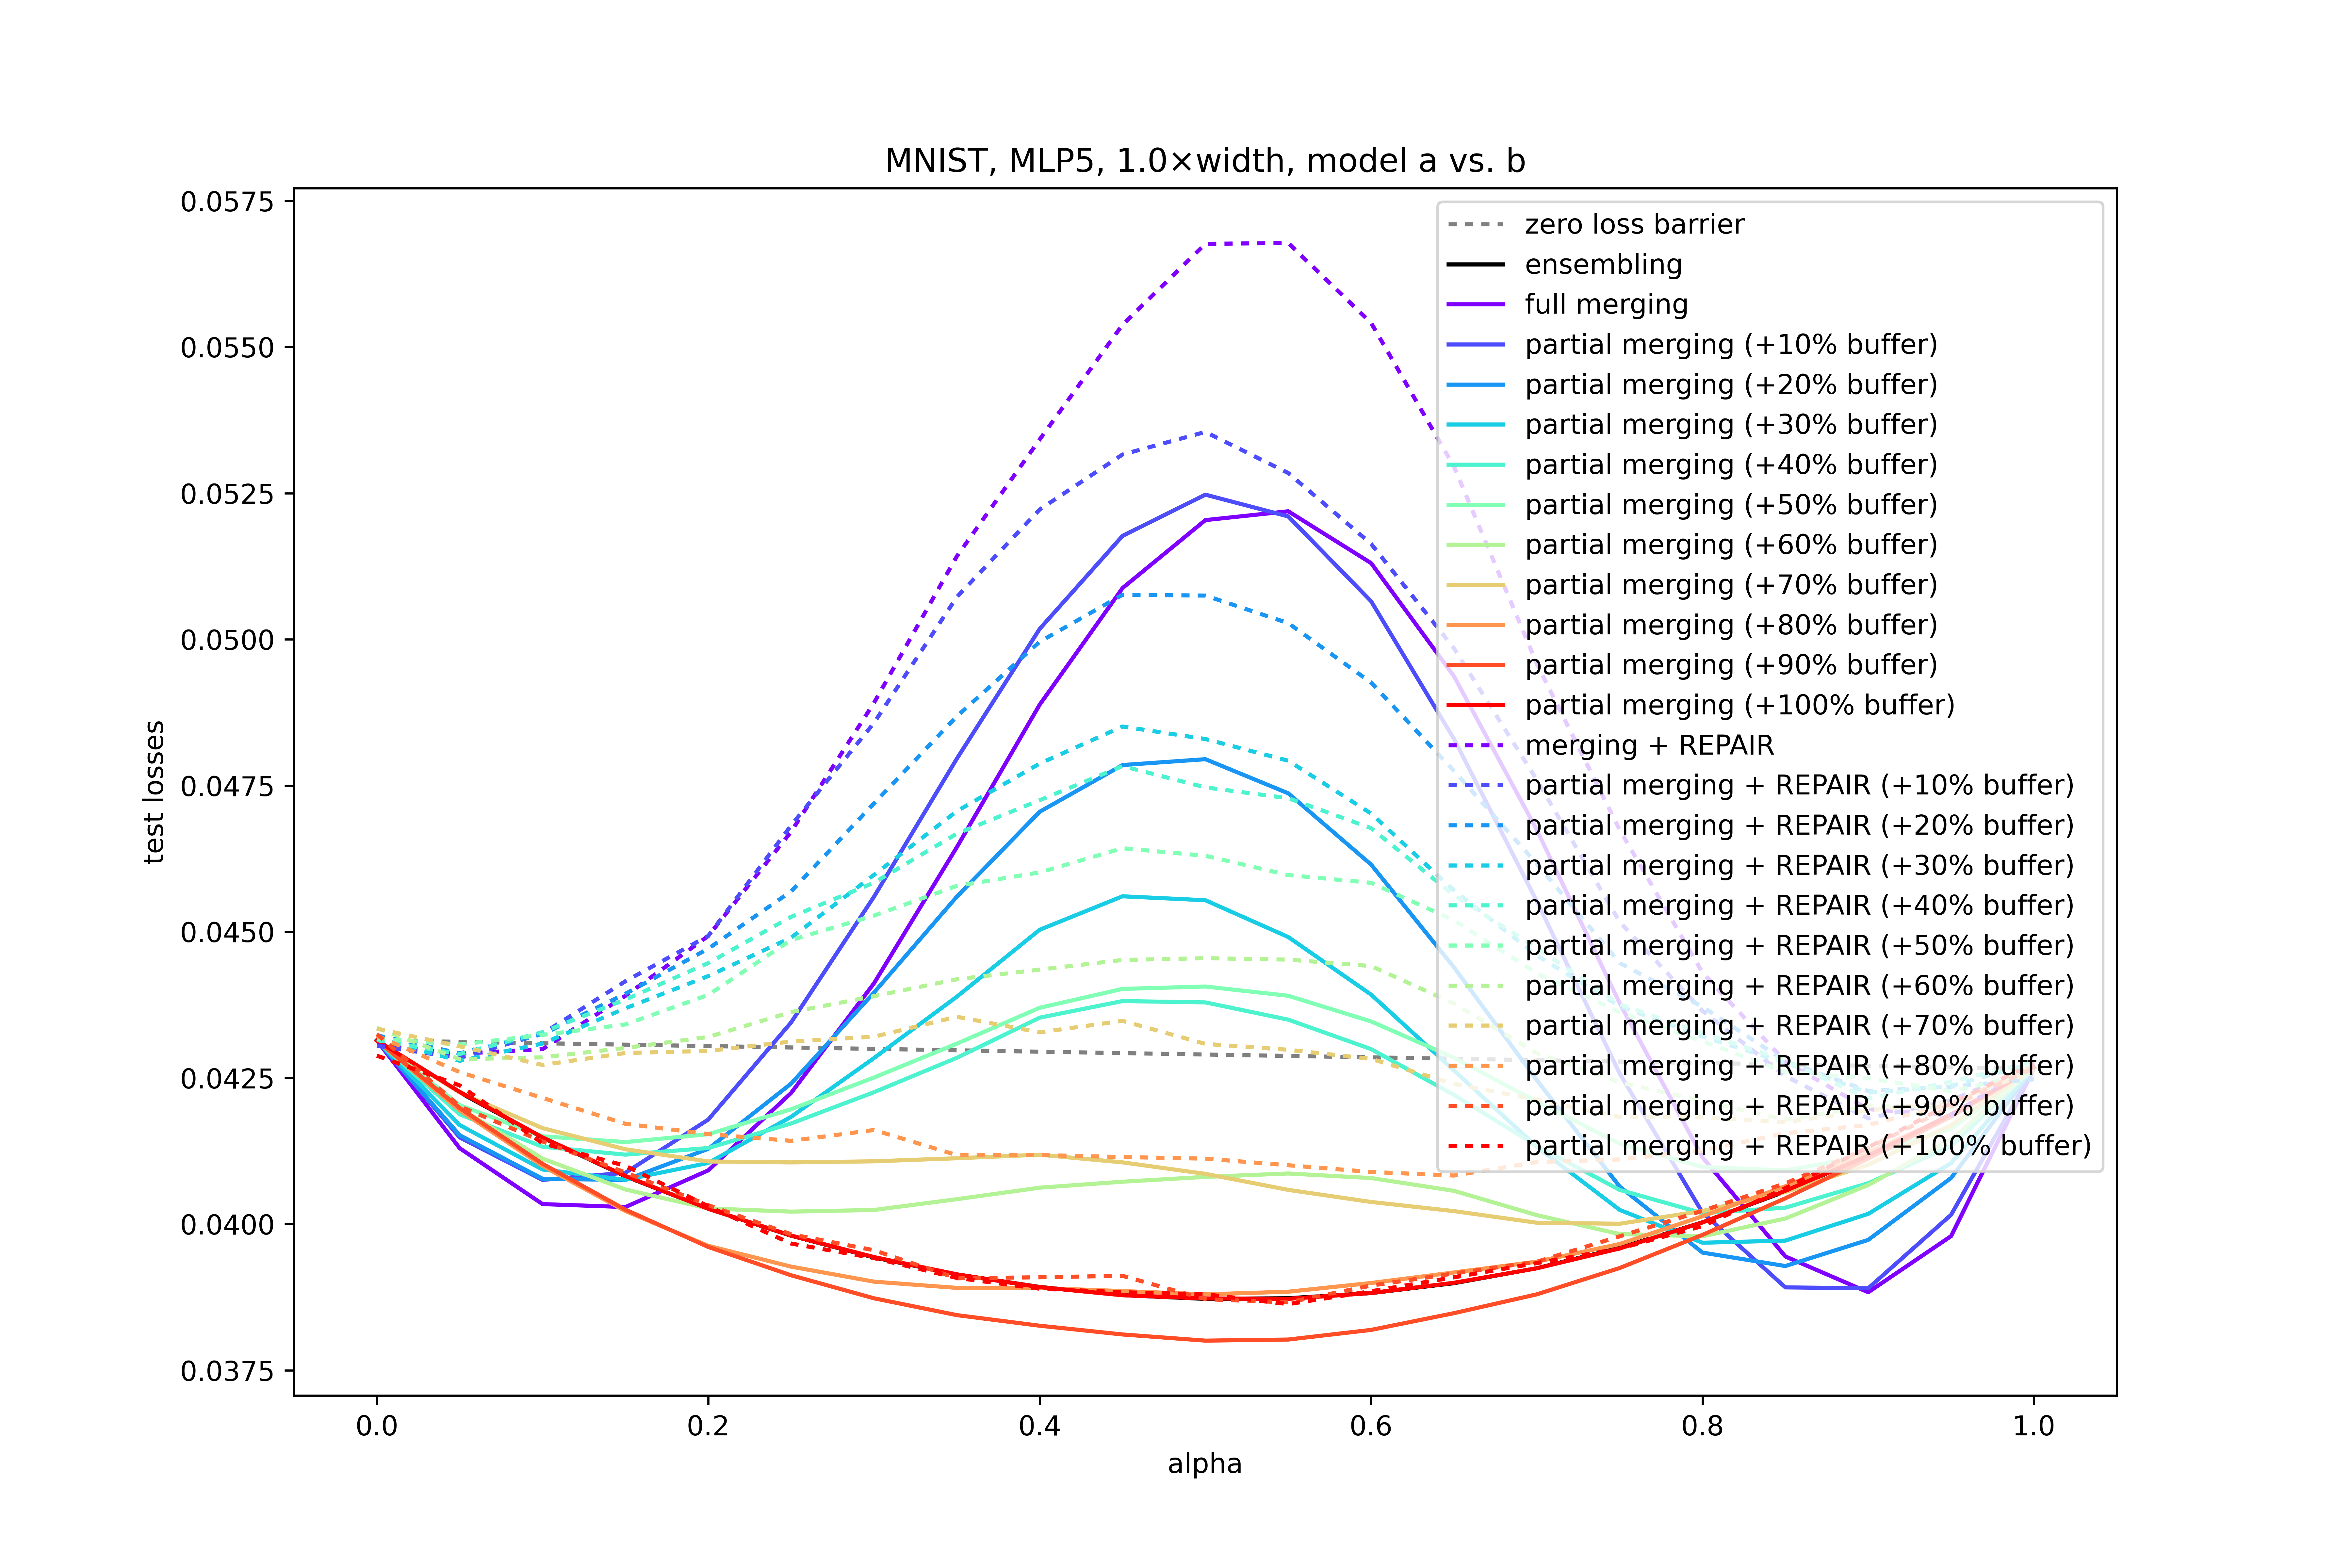 MNIST, MLP5, 1.0×width, model a vs. b
0.0575
0.0550
0.0525
0.0500
0.0475
0.0450
0.0425
0.0400
0.0375
test losses
zero loss barrier
ensembling
full merging
partial merging (+10% buffer)
partial merging (+20% buffer)
partial merging (+30% buffer)
partial merging (+40% buffer)
partial merging (+50% buffer)
partial merging (+60% buffer)
partial merging (+70% buffer)
partial merging (+80% buffer)
partial merging (+90% buffer)
partial merging (+100% buffer)
merging + REPAIR
partial merging + REPAIR (+10% buffer)
partial merging + REPAIR (+20% buffer)
partial merging + REPAIR (+30% buffer)
partial merging + REPAIR (+40% buffer)
partial merging + REPAIR (+50% buffer)
partial merging + REPAIR (+60% buffer)
partial merging + REPAIR (+70% buffer)
partial merging + REPAIR (+80% buffer)
partial merging + REPAIR (+90% buffer)
partial merging + REPAIR (+100% buffer)
0.0 0.2 0.4 0.6 0.8 1.0
alpha